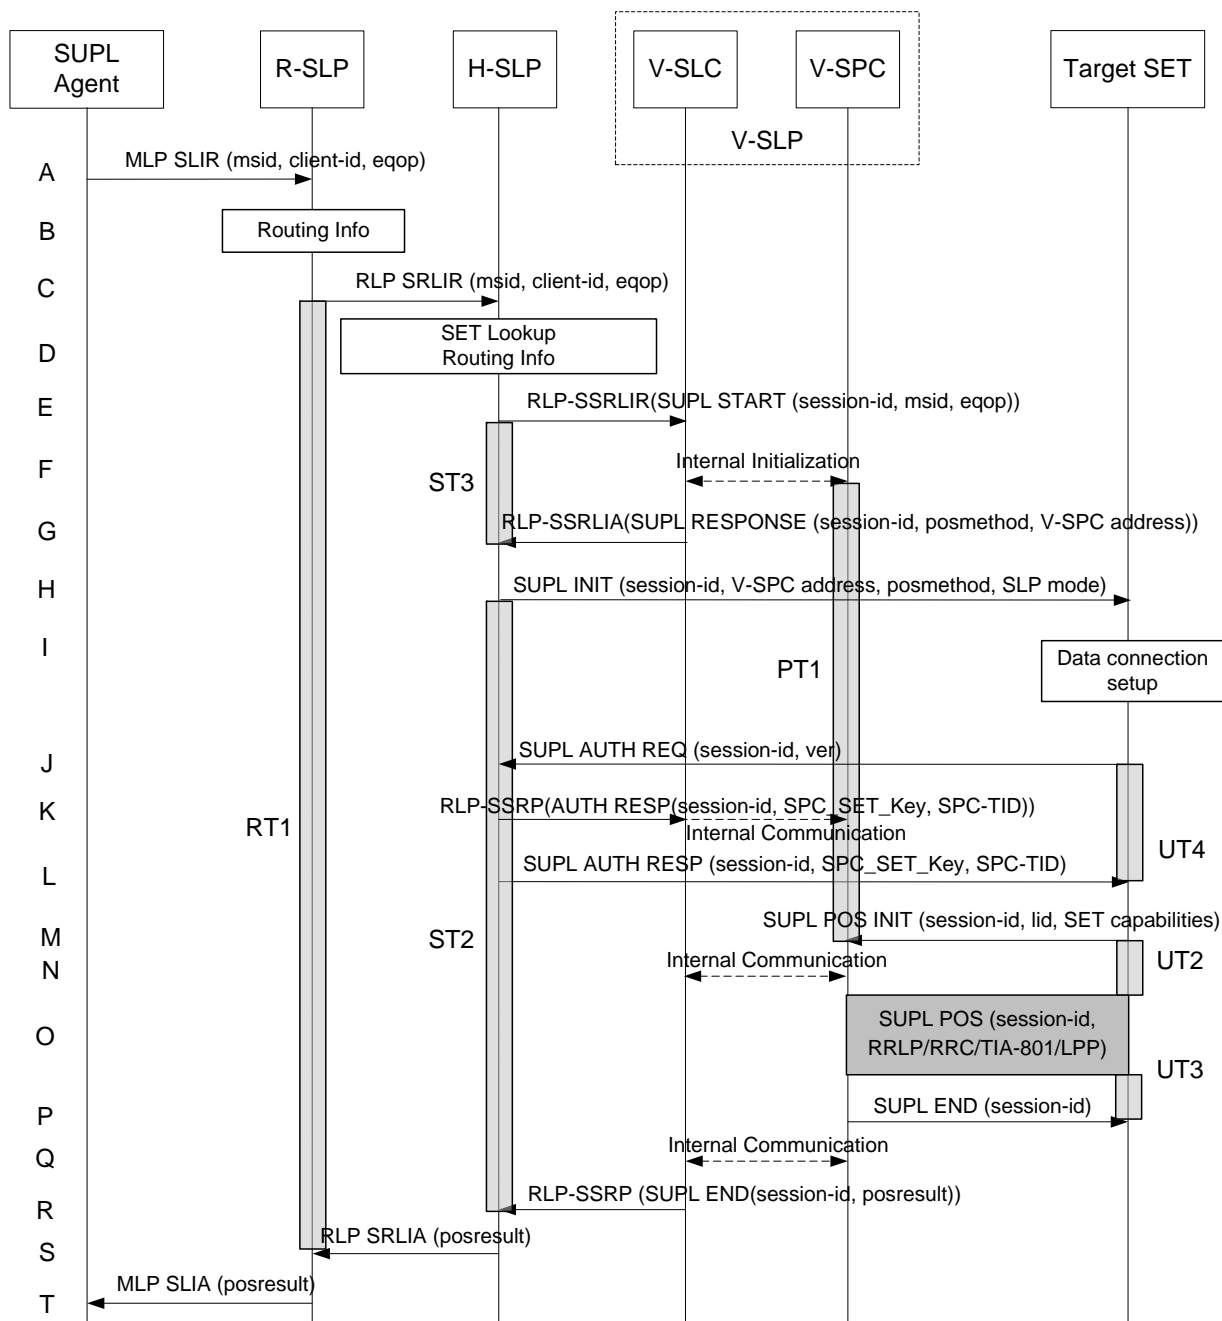 SUPL
Agent
R-SLP
H-SLP
V-SLC
V-SPC
Target SET
V-SLP
A
MLP SLIR (msid, client-id, eqop)
B
Routing Info
C
RLP SRLIR (msid, client-id, eqop)
D
SET Lookup
Routing Info
E
RLP-SSRLIR(SUPL START (session-id, msid, eqop))
F
ST3
Internal Initialization
G
RLP-SSRLIA(SUPL RESPONSE (session-id, posmethod, V-SPC address))
H
SUPL INIT (session-id, V-SPC address, posmethod, SLP mode)
I
PT1
Data connection
setup
J
SUPL AUTH REQ (session-id, ver)
K
RLP-SSRP(AUTH RESP(session-id, SPC_SET_Key, SPC-TID))
RT1
Internal Communication
UT4
L
SUPL AUTH RESP (session-id, SPC_SET_Key, SPC-TID)
M
ST2
SUPL POS INIT (session-id, lid, SET capabilities)
N
Internal Communication
UT2
O
SUPL POS (session-id,
RRLP/RRC/TIA-801/LPP)
UT3
P
SUPL END (session-id)
Q
Internal Communication
R
RLP-SSRP (SUPL END(session-id, posresult))
S
RLP SRLIA (posresult)
T
MLP SLIA (posresult)